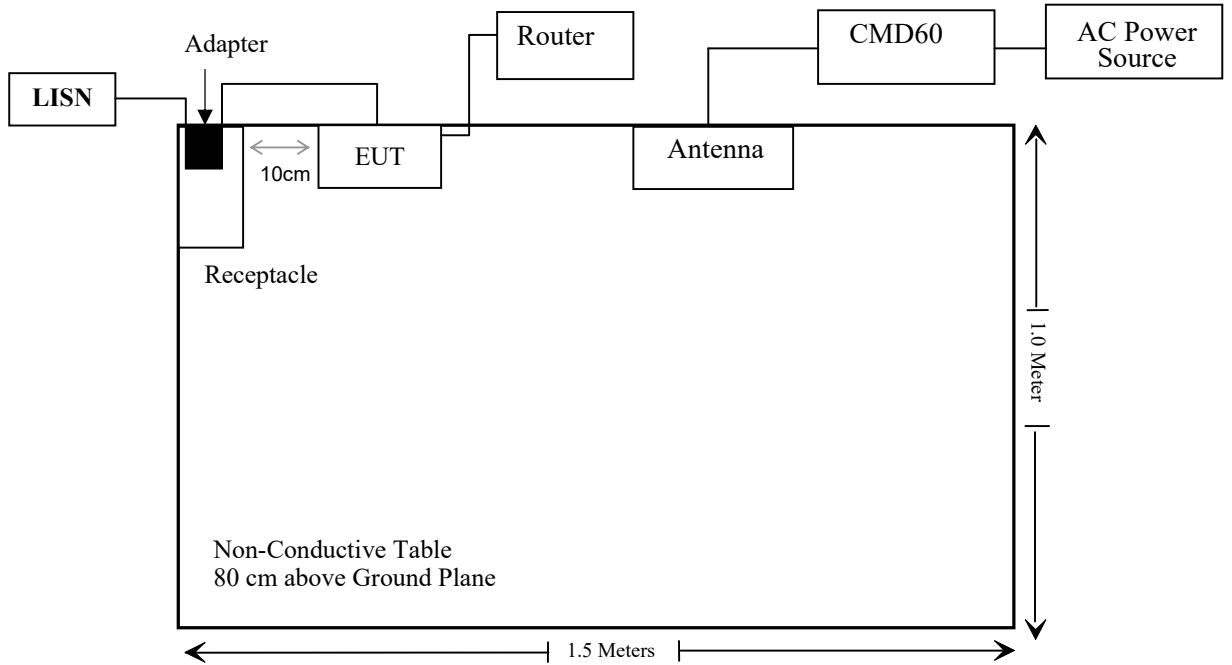 Router
CMD60
AC Power
Source
Adapter
LISN
EUT
Antenna
10cm
Receptacle
1.0 Meter
Non-Conductive Table
80 cm above Ground Plane
1.5 Meters